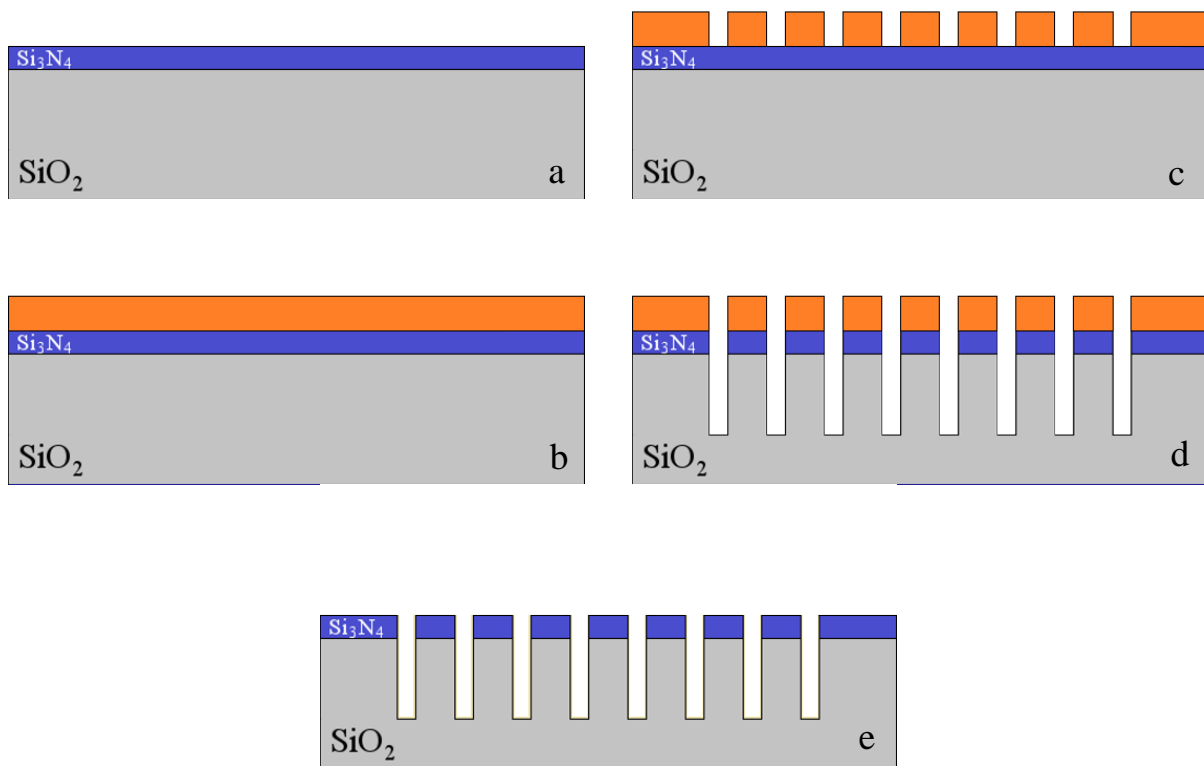 Si₃N₄
SiO₂ a
Si₃N₄
SiO₂ c
Si₃N₄
SiO₂ b
Si₃N₄
SiO₂ d
Si₃N₄
SiO₂ e